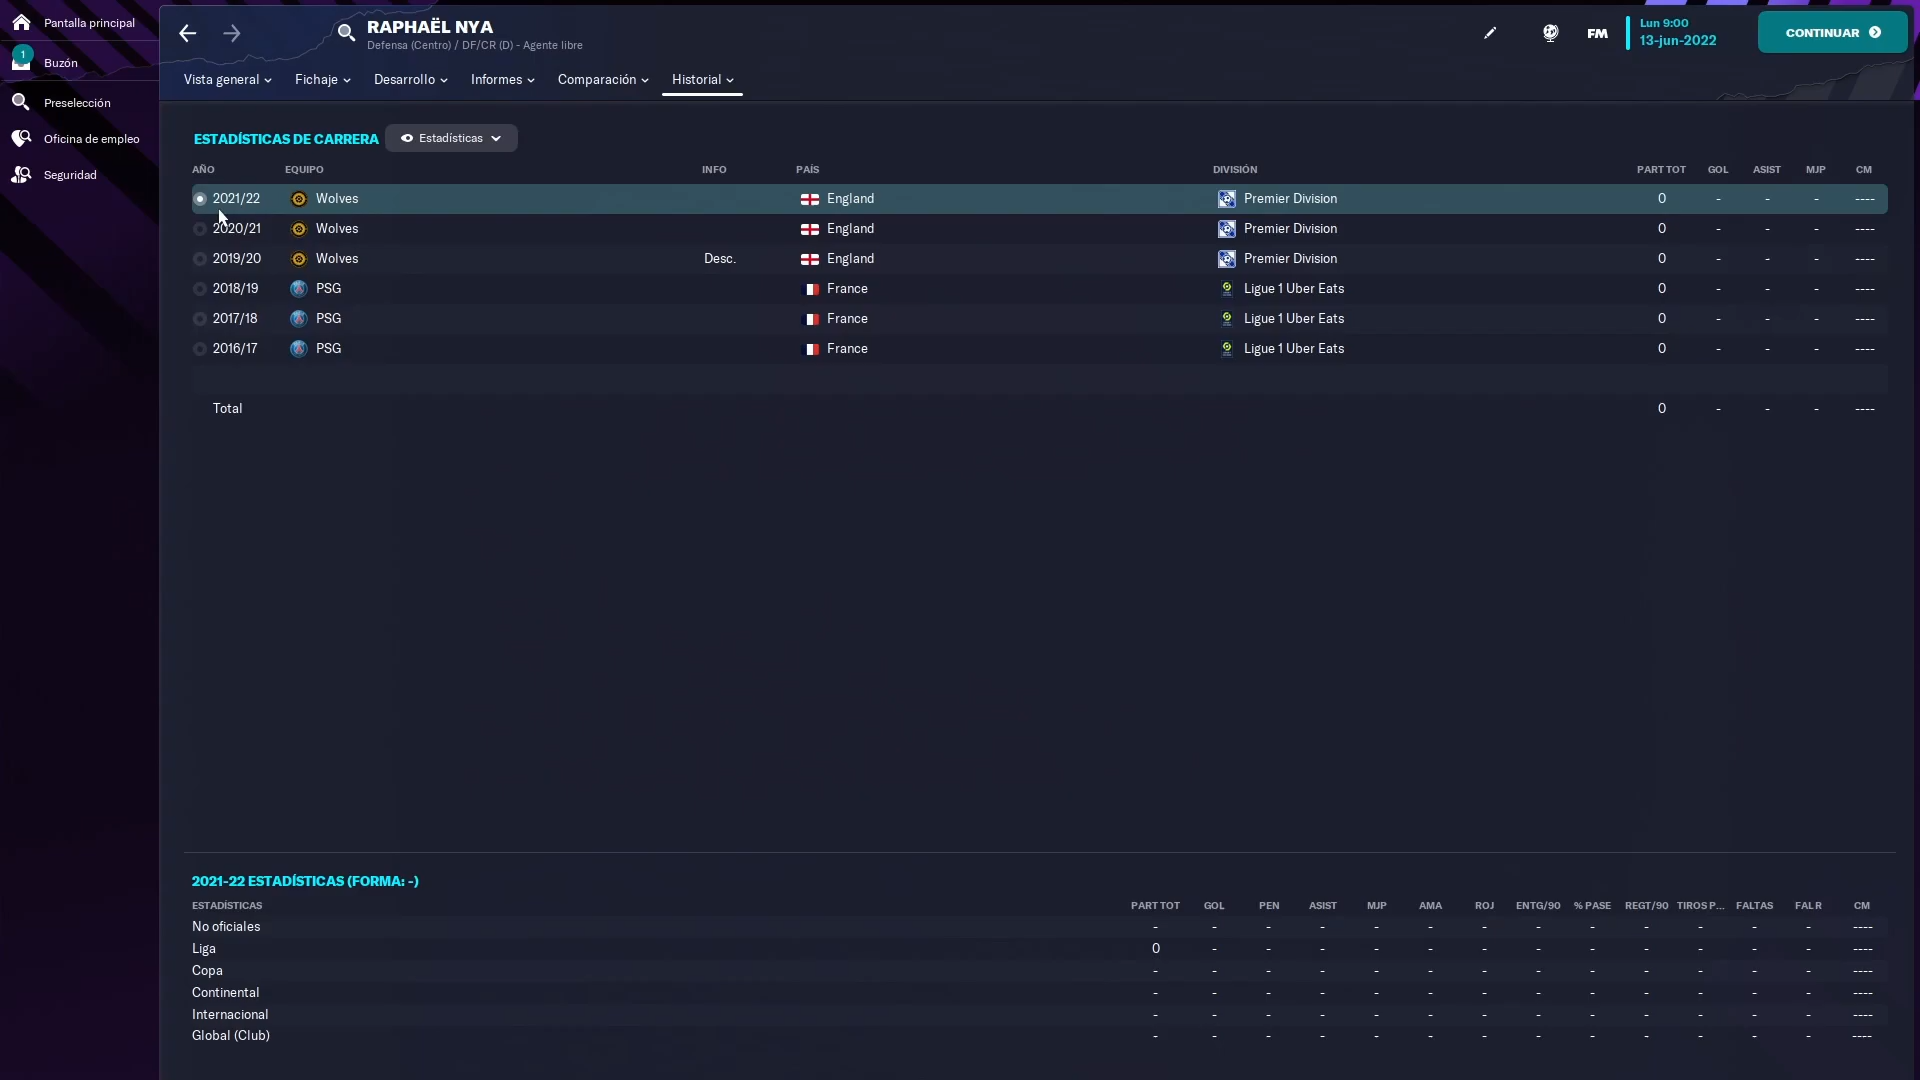 Pantalla principal
1
Buzón
Preselección
Oficina de empleo
Seguridad
RAPHAËL NYA
Defensa (Centro) / DF/CR (D) - Agente libre
FM
Lun 9:00
13-jun-2022
CONTINUAR
Vista general Fichaje Desarrollo Informes Comparación Historial
ESTADÍSTICAS DE CARRERA Estadísticas
AÑO EQUIPO INFO PAÍS DIVISIÓN PART TOT GOL ASIST MJP CM
2021/22 Wolves England Premier Division 0 - - - ----
2020/21 Wolves England Premier Division 0 - - - ----
2019/20 Wolves Desc. England Premier Division 0 - - - ----
2018/19 PSG France Ligue 1 Uber Eats 0 - - - ----
2017/18 PSG France Ligue 1 Uber Eats 0 - - - ----
2016/17 PSG France Ligue 1 Uber Eats 0 - - - ----
Total 0 - - - ----
2021-22 ESTADÍSTICAS (FORMA: -)
ESTADÍSTICAS PART TOT GOL PEN ASIST MJP AMA ROJ ENTG/90 % PASE REGT/90 TIROS P... FALTAS FAL R CM
No oficiales - - - - - - - - - - - - - ----
Liga 0 - - - - - - - - - - - - ----
Copa - - - - - - - - - - - - - ----
Continental - - - - - - - - - - - - - ----
Internacional - - - - - - - - - - - - - ----
Global (Club) - - - - - - - - - - - - - ----